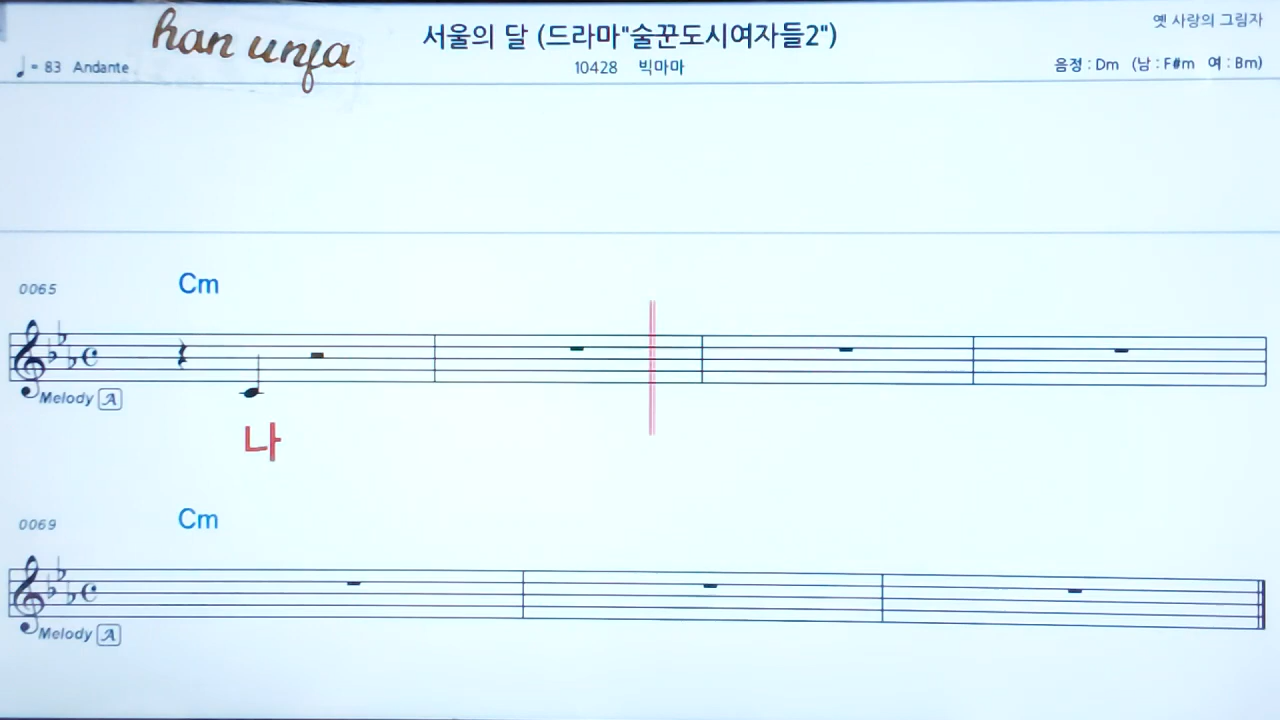 han unfa
서울의 달 (드라마"술꾼도시여자들2")
옛 사랑의 그림자
♩= 83 Andante
10428 빅마마
음정 : Dm (남 : F#m 여 : Bm)
0065
Cm
Melody A
나
0069
Cm
Melody A